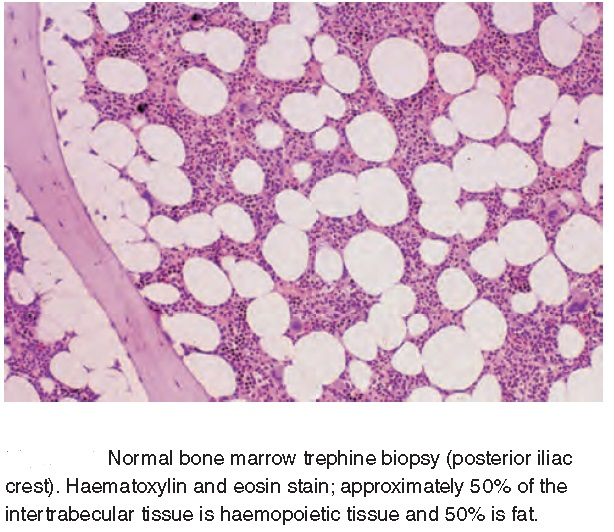 Normal bone marrow trephine biopsy (posterior iliac
crest). Haematoxylin and eosin stain; approximately 50% of the
intertrabecular tissue is haemopoietic tissue and 50% is fat.